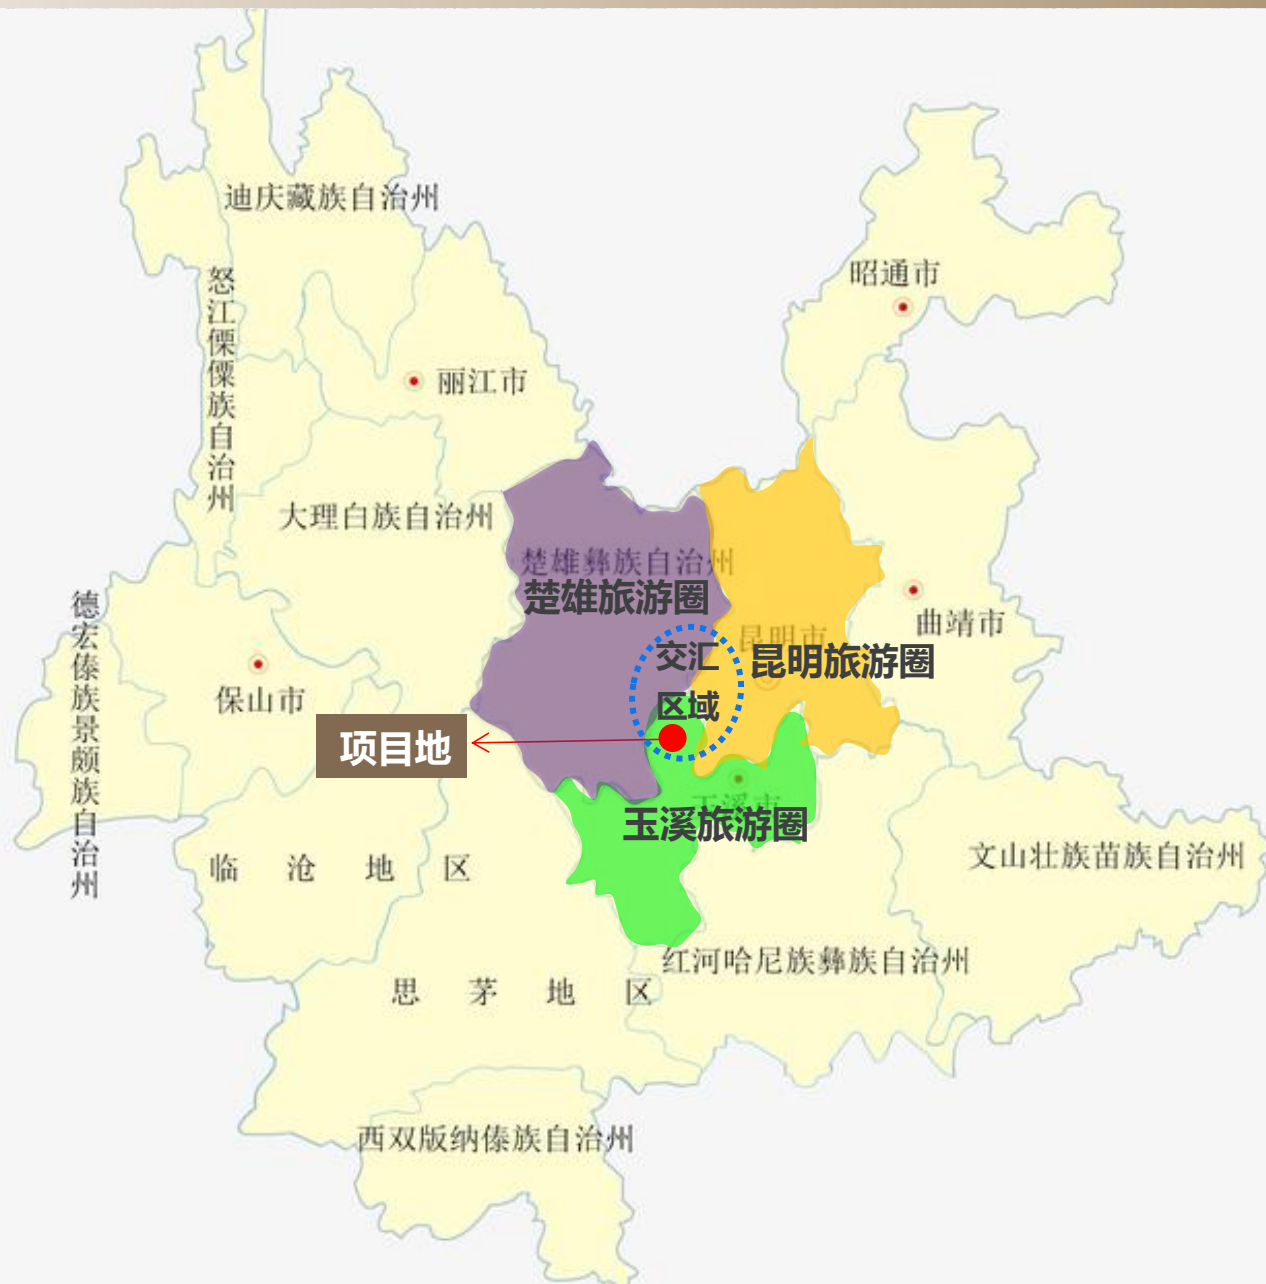 迪庆藏族自治州
怒江傈僳族自治州
昭通市
丽江市
大理白族自治州
楚雄彝族自治州
楚雄旅游圈
曲靖市
昆明市
昆明旅游圈
交汇
区域
德宏傣族景颇族自治州
保山市
项目地
玉溪市
玉溪旅游圈
临沧地区
文山壮族苗族自治州
红河哈尼族彝族自治州
思茅地区
西双版纳傣族自治州